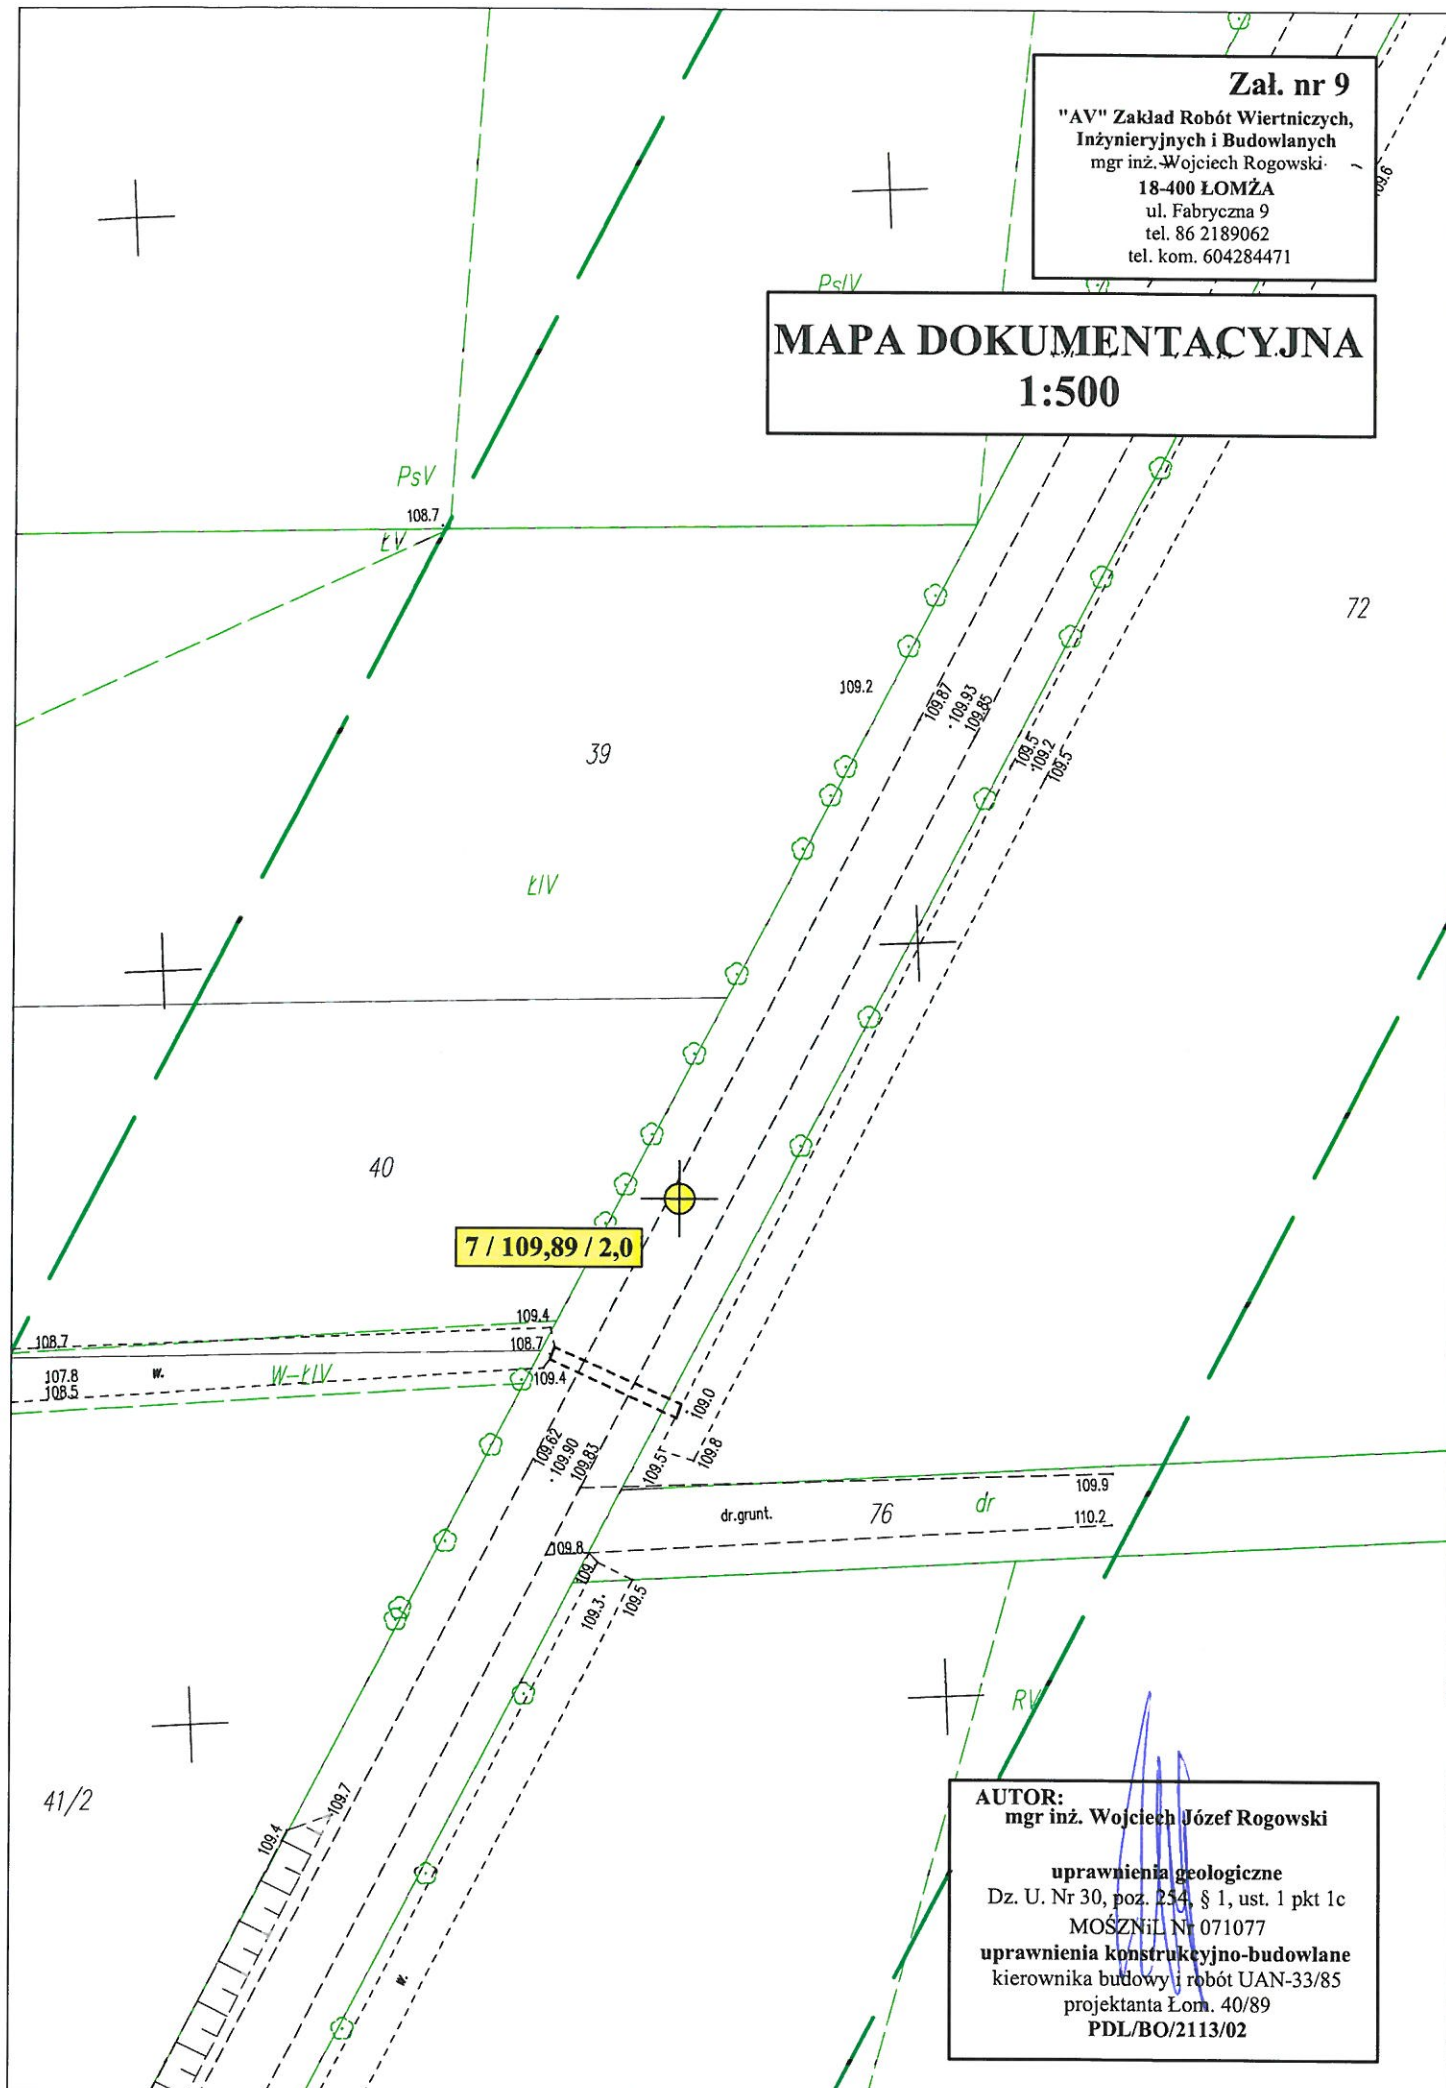 Zał. nr 9
"AV" Zakład Robót Wiertniczych,
Inżynieryjnych i Budowlanych
mgr inż. Wojciech Rogowski
18-400 ŁOMŻA
ul. Fabryczna 9
tel. 86 2189062
tel. kom. 604284471
109.6
PsIV
MAPA DOKUMENTACYJNA
1:500
PsV
108.7
ŁV
72
109.2
109.87
109.93
109.85
109.5
109.2
109.5
39
ŁIV
40
7 / 109,89 / 2,0
109.4
108.7
108.7
107.8
108.5
w.
W-ŁIV
109.4
109.0
109.62
109.90
109.83
109.5
109.8
109.9
dr.grunt.
76
dr
110.2
109.8
109.3
109.5
RV
41/2
109.4
109.7
w.
AUTOR:
mgr inż. Wojciech Józef Rogowski
uprawnienia geologiczne
Dz. U. Nr 30, poz. 254, § 1, ust. 1 pkt 1c
MOŚZNiL Nr 071077
uprawnienia konstrukcyjno-budowlane
kierownika budowy i robót UAN-33/85
projektanta Łom. 40/89
PDL/BO/2113/02